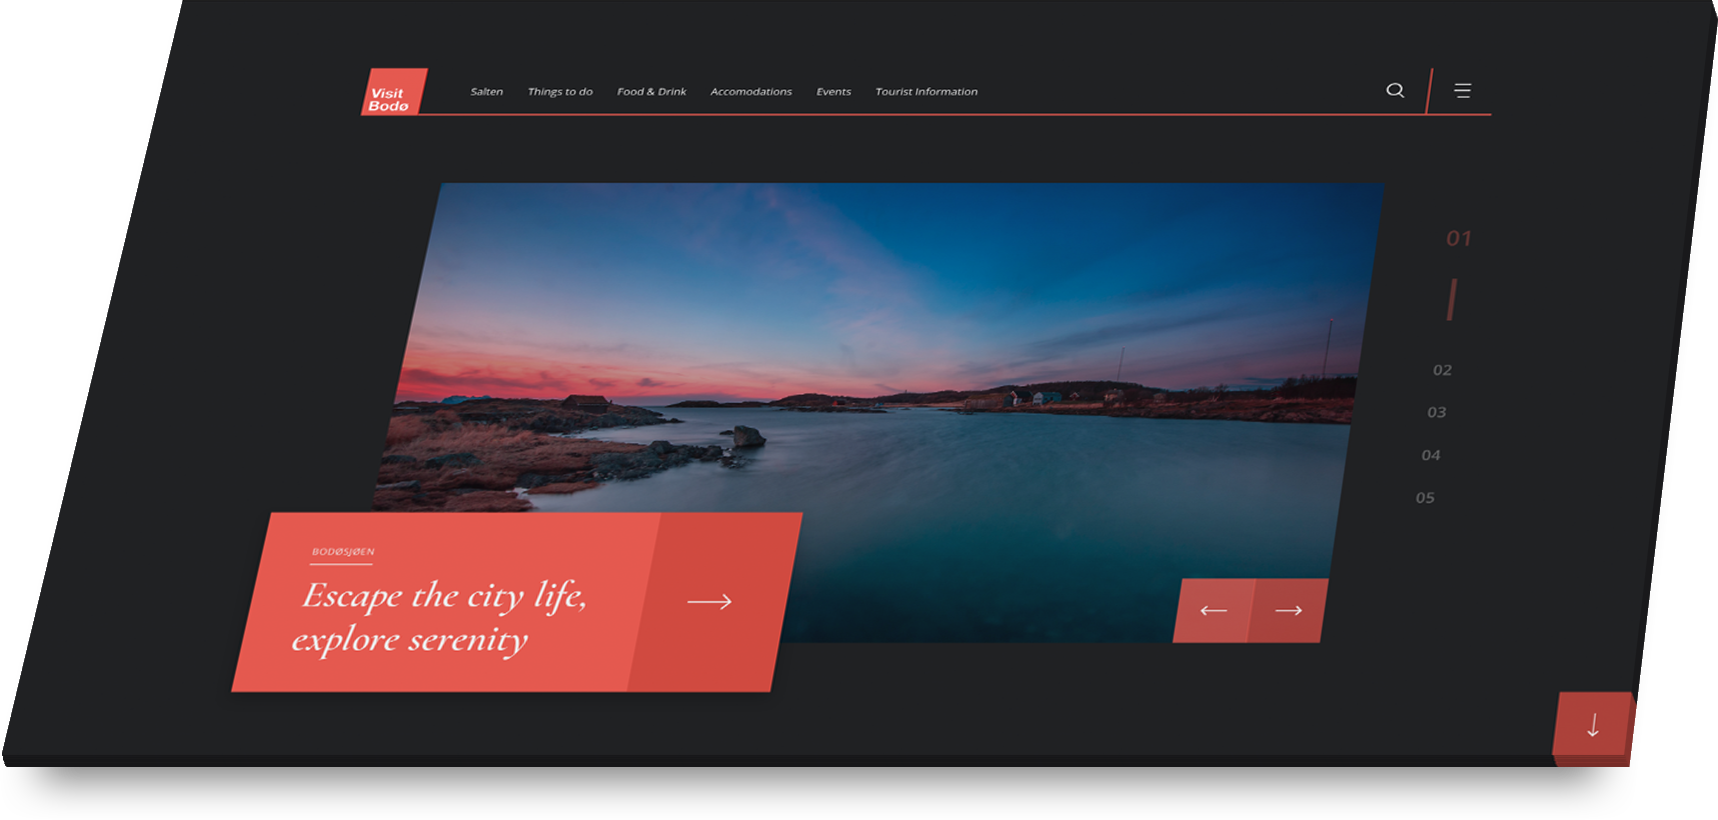 Visit
Bodø
Salten Things to do Food & Drink Accomodations Events Tourist Information
01
02
03
04
05
BODØSJØEN
Escape the city life,
explore serenity